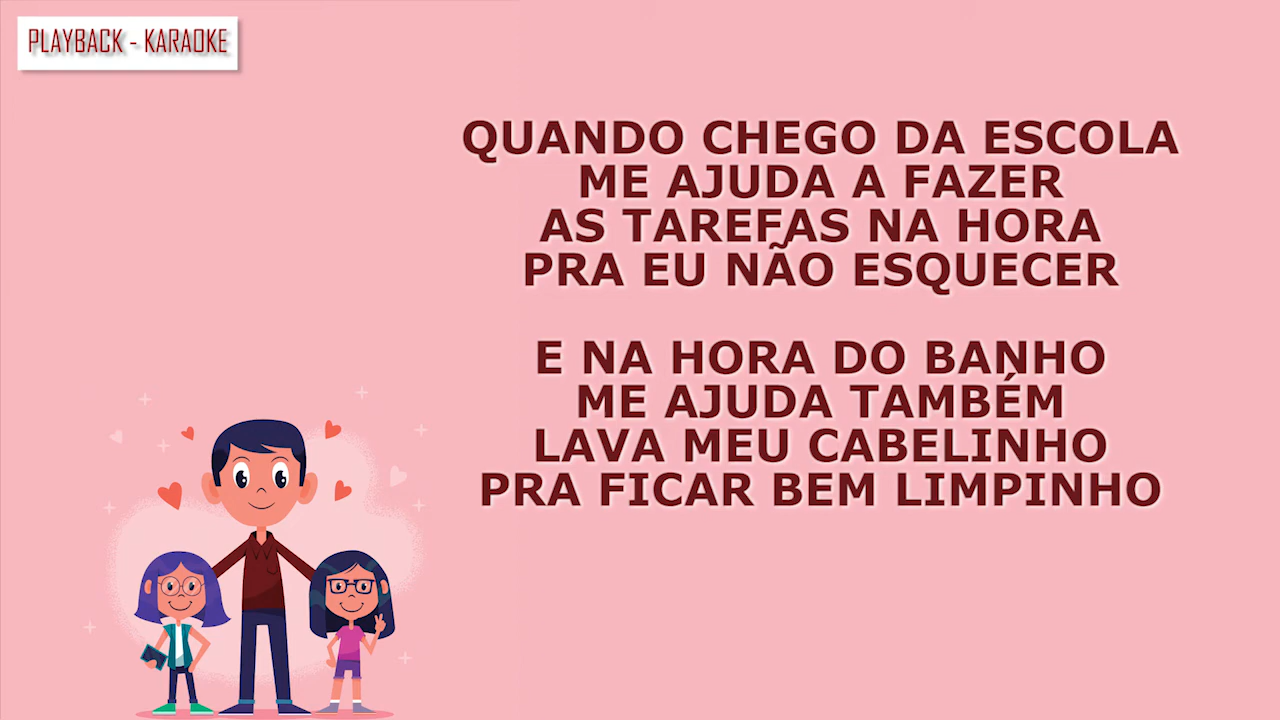 PLAYBACK - KARAOKE
QUANDO CHEGO DA ESCOLA
ME AJUDA A FAZER
AS TAREFAS NA HORA
PRA EU NÃO ESQUECER
E NA HORA DO BANHO
ME AJUDA TAMBÉM
LAVA MEU CABELINHO
PRA FICAR BEM LIMPINHO